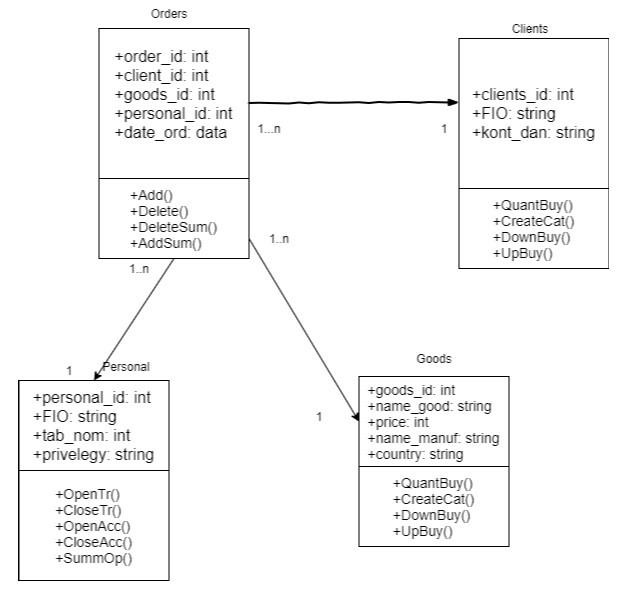 Orders
+order_id: int
+client_id: int
+goods_id: int
+personal_id: int
+date_ord: data
+Add()
+Delete()
+DeleteSum()
+AddSum()
Clients
+clients_id: int
+FIO: string
+kont_dan: string
+QuantBuy()
+CreateCat()
+DownBuy()
+UpBuy()
1...n
1
1..n
1..n
1
1
Personal
+personal_id: int
+FIO: string
+tab_nom: int
+privelegy: string
+OpenTr()
+CloseTr()
+OpenAcc()
+CloseAcc()
+SummOp()
Goods
+goods_id: int
+name_good: string
+price: int
+name_manuf: string
+country: string
+QuantBuy()
+CreateCat()
+DownBuy()
+UpBuy()